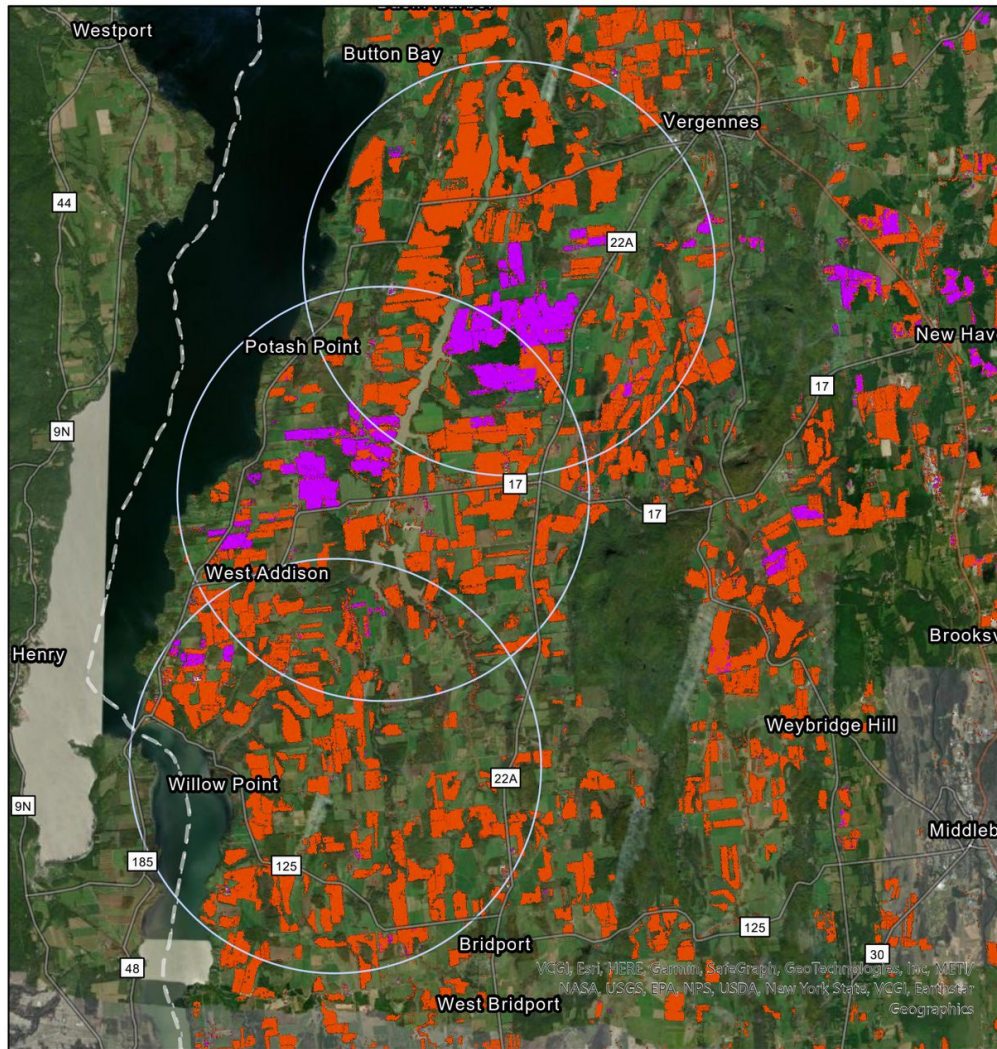 Westport
Button Bay
Vergennes
44
22A
Potash Point
New Hav
17
9N
17
17
West Addison
Henry
Brooksv
Weybridge Hill
Willow Point
22A
9N
185
125
Middleb
125
Bridport
30
48
VCGI, Esri, HERE, Garmin, SafeGraph, GeoTechnologies, Inc, METI/
NASA, USGS, EPA, NPS, USDA, New York State, VCGI, Earthstar
Geographics
West Bridport